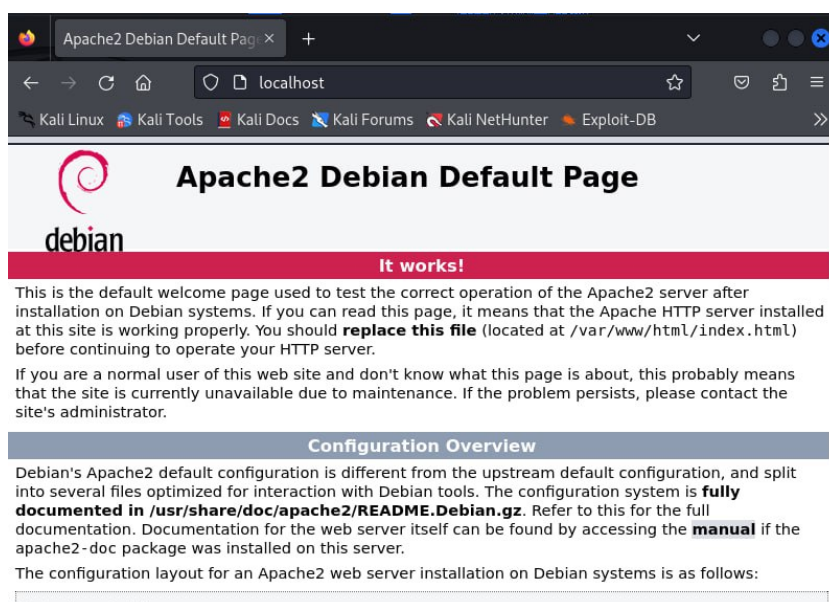 Apache2 Debian Default Pag
localhost
Kali Linux Kali Tools Kali Docs Kali Forums Kali NetHunter Exploit-DB
debian
Apache2 Debian Default Page
It works!
This is the default welcome page used to test the correct operation of the Apache2 server after
installation on Debian systems. If you can read this page, it means that the Apache HTTP server installed
at this site is working properly. You should replace this file (located at /var/www/html/index.html)
before continuing to operate your HTTP server.
If you are a normal user of this web site and don't know what this page is about, this probably means
that the site is currently unavailable due to maintenance. If the problem persists, please contact the
site's administrator.
Configuration Overview
Debian's Apache2 default configuration is different from the upstream default configuration, and split
into several files optimized for interaction with Debian tools. The configuration system is fully
documented in /usr/share/doc/apache2/README.Debian.gz. Refer to this for the full
documentation. Documentation for the web server itself can be found by accessing the manual if the
apache2-doc package was installed on this server.
The configuration layout for an Apache2 web server installation on Debian systems is as follows: